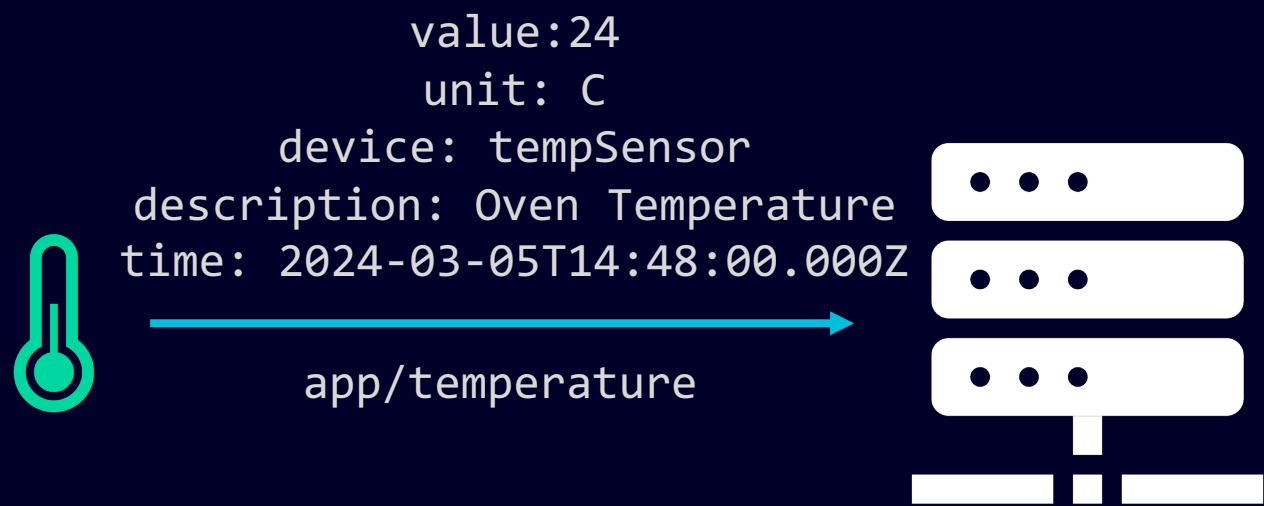 value:24
unit: C
device: tempSensor
description: Oven Temperature
time: 2024-03-05T14:48:00.000Z
app/temperature